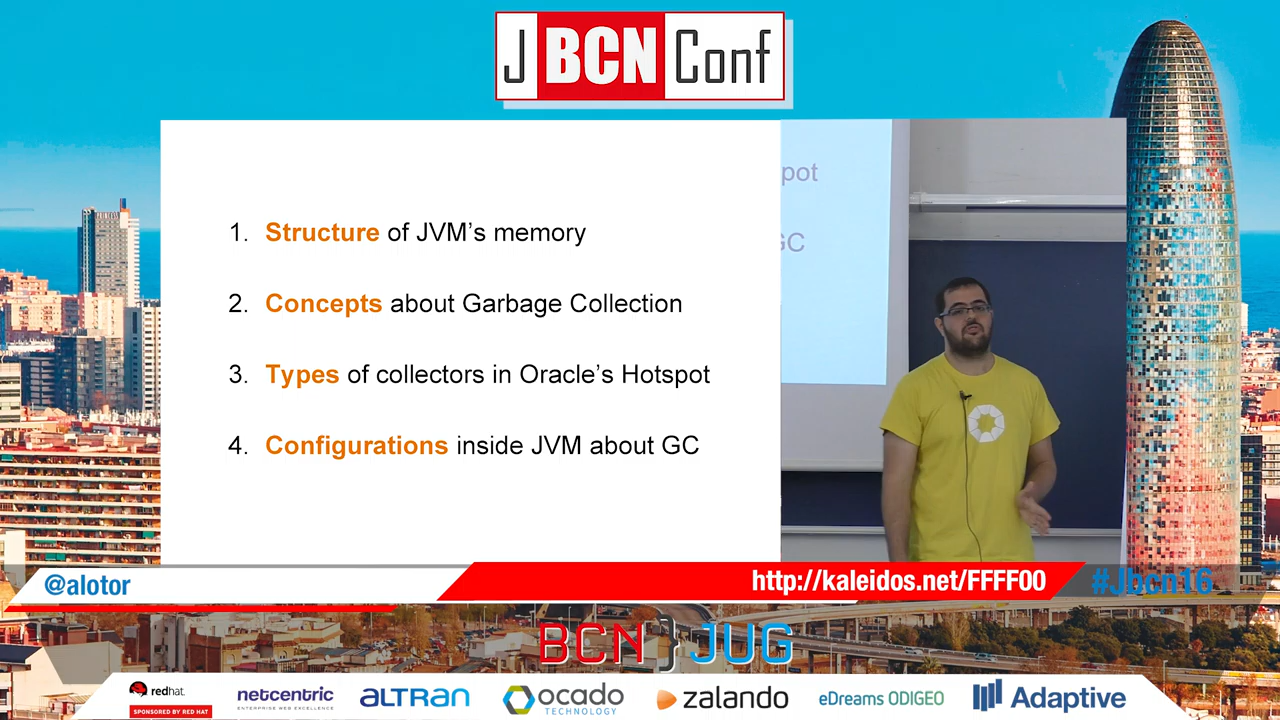 J BCN Conf
1. Structure of JVM's memory
2. Concepts about Garbage Collection
3. Types of collectors in Oracle's Hotspot
4. Configurations inside JVM about GC
pot
GC
@alotor
http://kaleidos.net/FFFF00
#Jbcn16
BCN } JUG
redhat.
SPONSORED BY RED HAT
netcentric
ENTERPRISE WEB EXCELLENCE
ALTRAN
ocado
TECHNOLOGY
zalando
eDreams ODIGEO
Adaptive